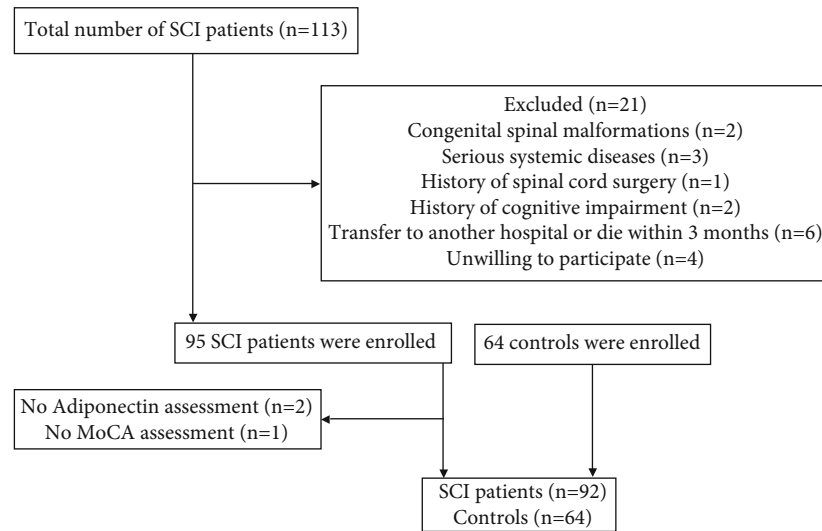 Total number of SCI patients (n=113)
Excluded (n=21)
Congenital spinal malformations (n=2)
Serious systemic diseases (n=3)
History of spinal cord surgery (n=1)
History of cognitive impairment (n=2)
Transfer to another hospital or die within 3 months (n=6)
Unwilling to participate (n=4)
95 SCI patients were enrolled
64 controls were enrolled
No Adiponectin assessment (n=2)
No MoCA assessment (n=1)
SCI patients (n=92)
Controls (n=64)